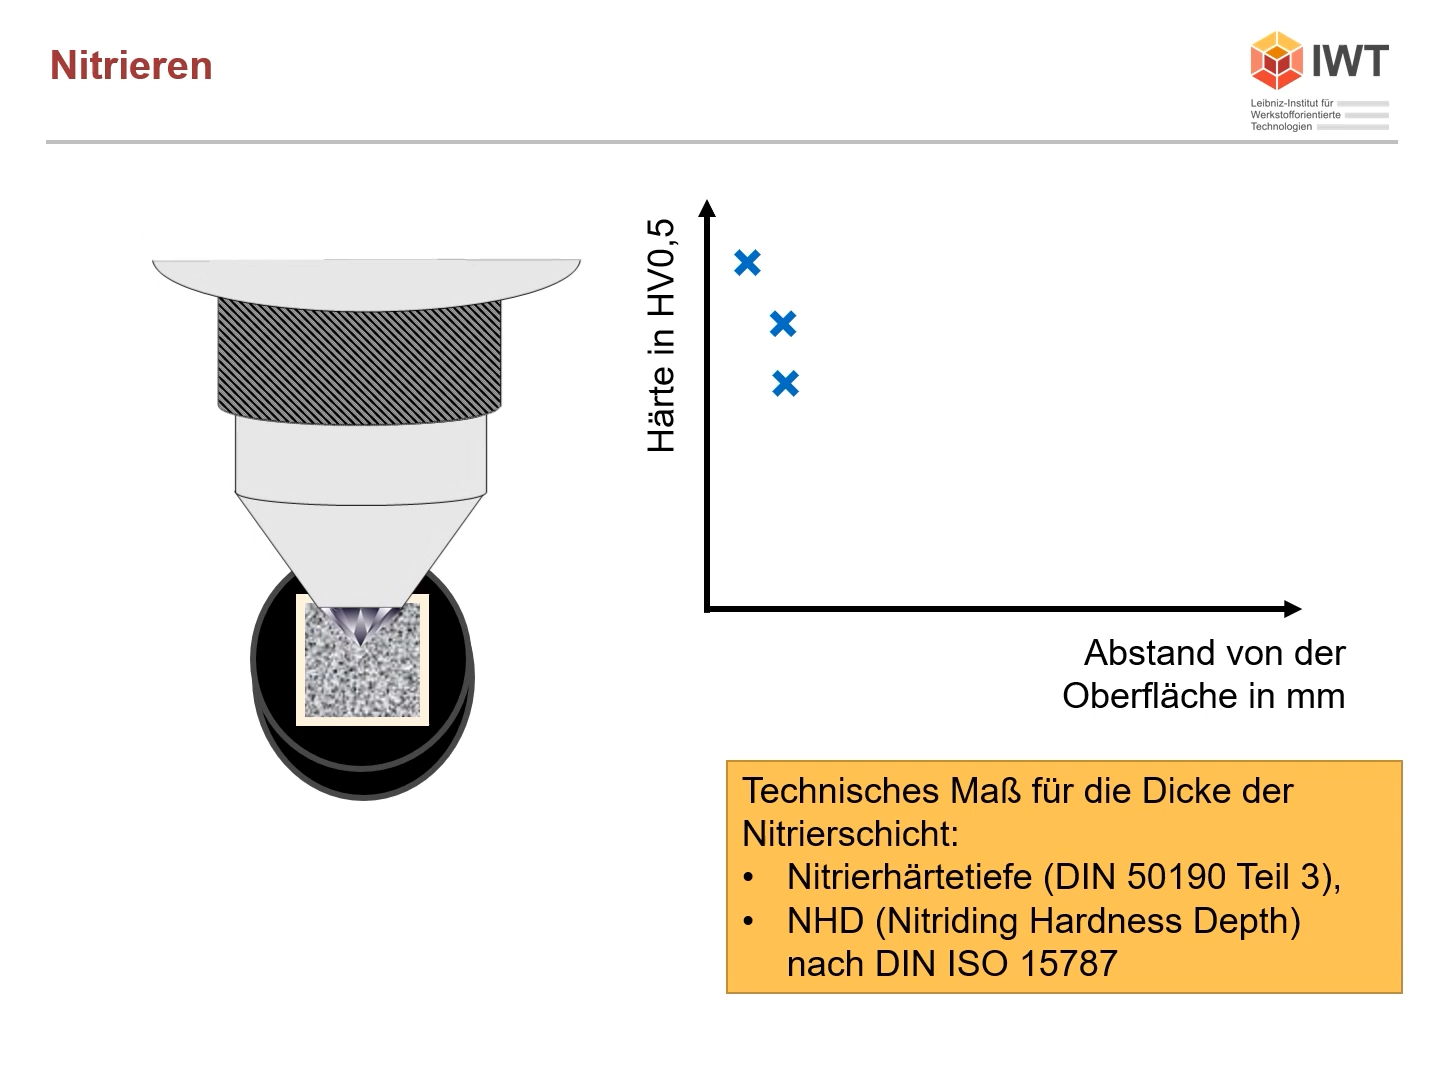 Nitrieren
IWT
Leibniz-Institut für
Werkstofforientierte
Technologien
Härte in HV0,5
Abstand von der
Oberfläche in mm
Technisches Maß für die Dicke der
Nitrierschicht:
• Nitrierhärtetiefe (DIN 50190 Teil 3),
• NHD (Nitriding Hardness Depth)
nach DIN ISO 15787